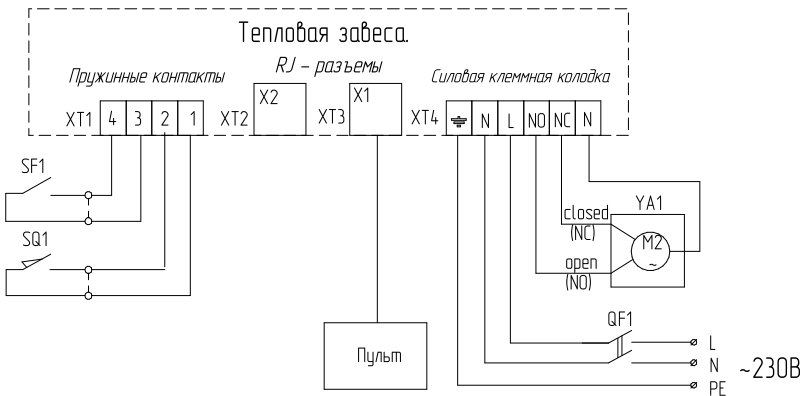 Тепловая завеса.
Пружинные контакты
RJ - разъемы
Силовая клеммная колодка
XT1 4 3 2 1 XT2 X2 XT3 X1 XT4 N L NO NC N
SF1
SQ1
closed
(NC)
open
(NO)
YA1
M2
~
QF1
Пульт
L
N
PE
~230В